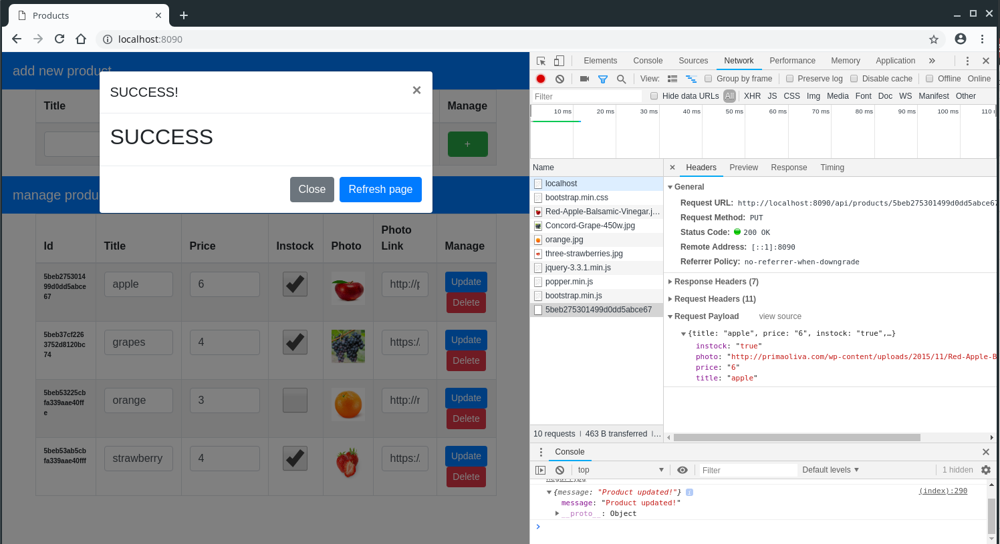 Products
localhost:8090
add new product
SUCCESS!
×
Title
Manage
SUCCESS
+
Close
Refresh page
manage produ
Id
Title
Price
Instock
Photo
Photo
Link
Manage
5beb2753014
99d0dd5abce
67
apple
6
http://p
Update
Delete
5beb37cf226
3752d8120bc
74
grapes
4
https:/
Update
Delete
5beb53225cb
fa339aae40ff
e
orange
3
Update
Delete
5beb53ab5cb
fa339aae40fff
strawberry
4
https:/
Update
Delete
Elements
Console
Sources
Network
Performance
Memory
Application
»
View:
Group by frame
Preserve log
Disable cache
Offline
Online
Filter
Hide data URLs
All
XHR
JS
CSS
Img
Media
Font
Doc
WS
Manifest
Other
10 ms
20 ms
30 ms
40 ms
50 ms
60 ms
70 ms
80 ms
90 ms
100 ms
110
Name
localhost
bootstrap.min.css
Red-Apple-Balsamic-Vinegar.j…
Concord-Grape-450w.jpg
orange.jpg
three-strawberries.jpg
jquery-3.3.1.min.js
popper.min.js
bootstrap.min.js
5beb275301499d0dd5abce67
10 requests
463 B transferred
…
Headers
Preview
Response
Timing
General
Request URL: http://localhost:8090/api/products/5beb275301499d0dd5abce67
Request Method: PUT
Status Code: 200 OK
Remote Address: [::1]:8090
Referrer Policy: no-referrer-when-downgrade
Response Headers (7)
Request Headers (11)
Request Payload
view source
{title: "apple", price: "6", instock: "true",…}
instock: "true"
photo: "http://primaoliva.com/wp-content/uploads/2015/11/Red-Apple-B
price: "6"
title: "apple"
Console
top
Filter
Default levels
1 hidden
{message: "Product updated!"}
(index):290
message: "Product updated!"
__proto__: Object